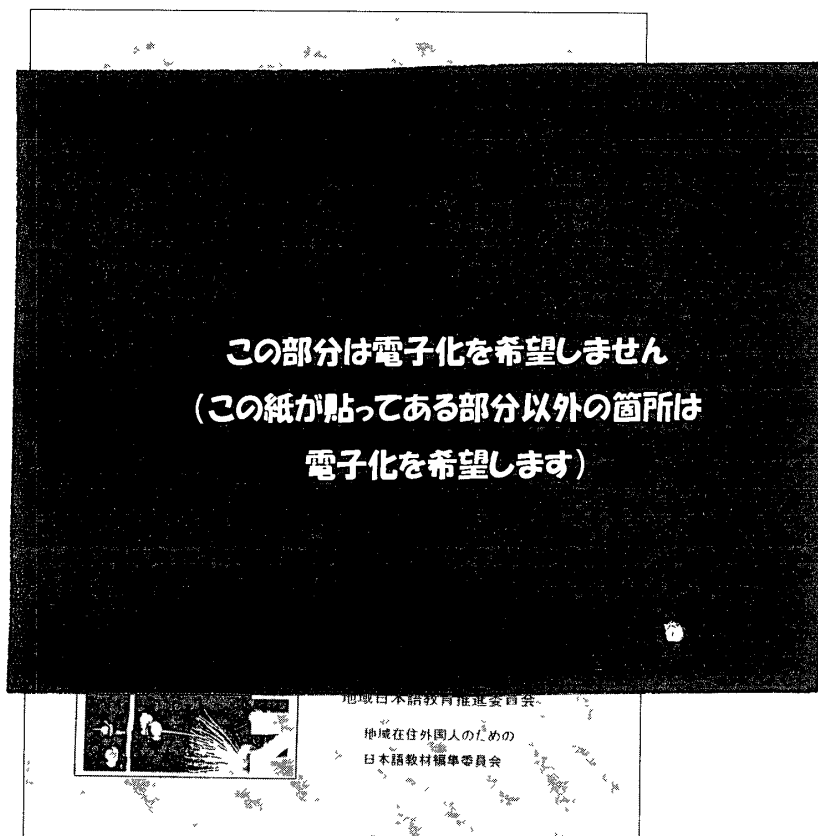 この部分は電子化を希望しません
（この紙が貼ってある部分以外の箇所は
電子化を希望します）
地域日本語教育推進委員会
地域在住外国人のための
日本語教材編集委員会